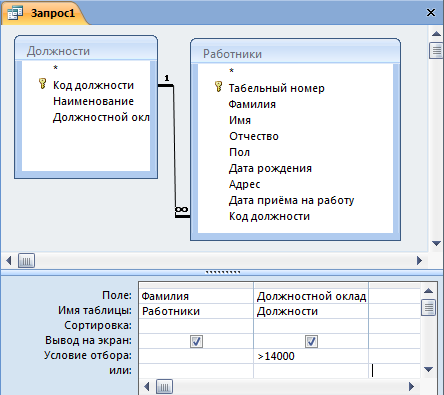 Запрос1
Должности
*
Код должности
Наименование
Должностной окл
1
∞
Работники
*
Табельный номер
Фамилия
Имя
Отчество
Пол
Дата рождения
Адрес
Дата приёма на работу
Код должности
Поле: Фамилия Должностной оклад
Имя таблицы: Работники Должности
Сортировка:
Вывод на экран:
Условие отбора: >14000
или: